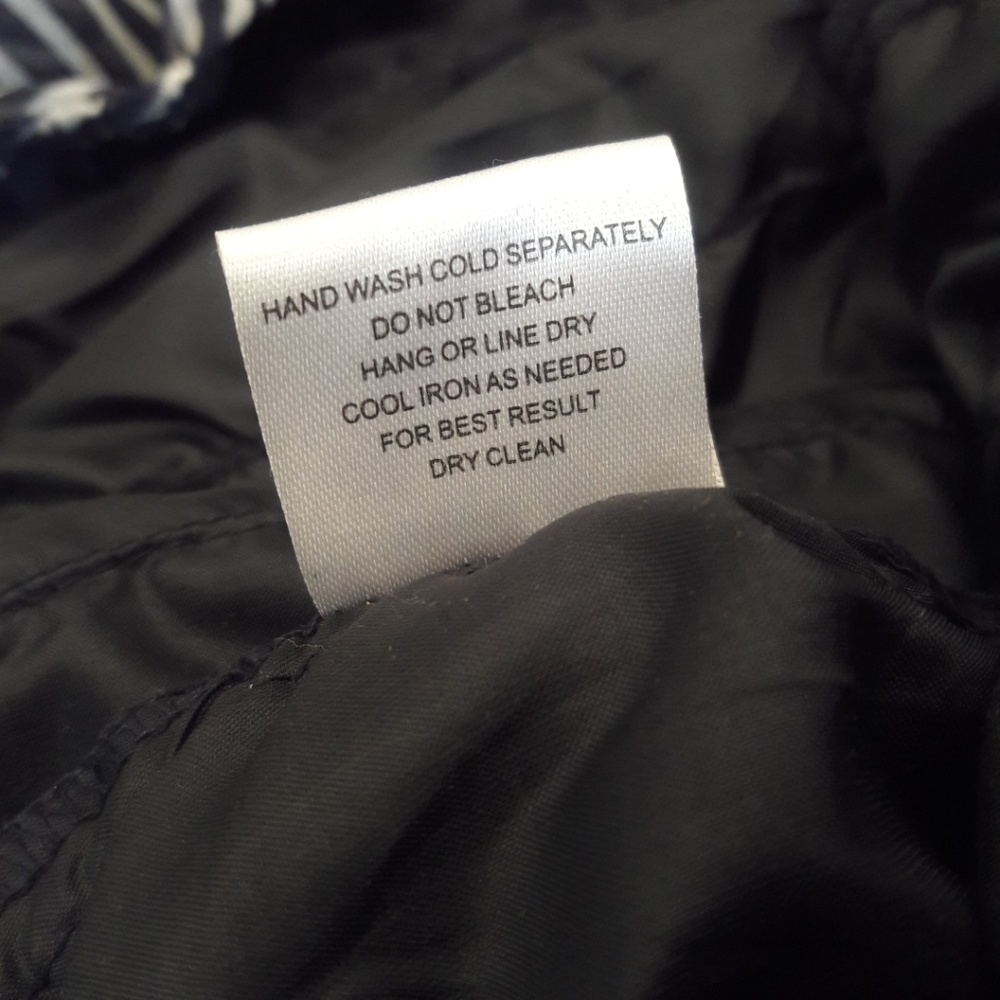 HAND WASH COLD SEPARATELY
DO NOT BLEACH
HANG OR LINE DRY
COOL IRON AS NEEDED
FOR BEST RESULT
DRY CLEAN